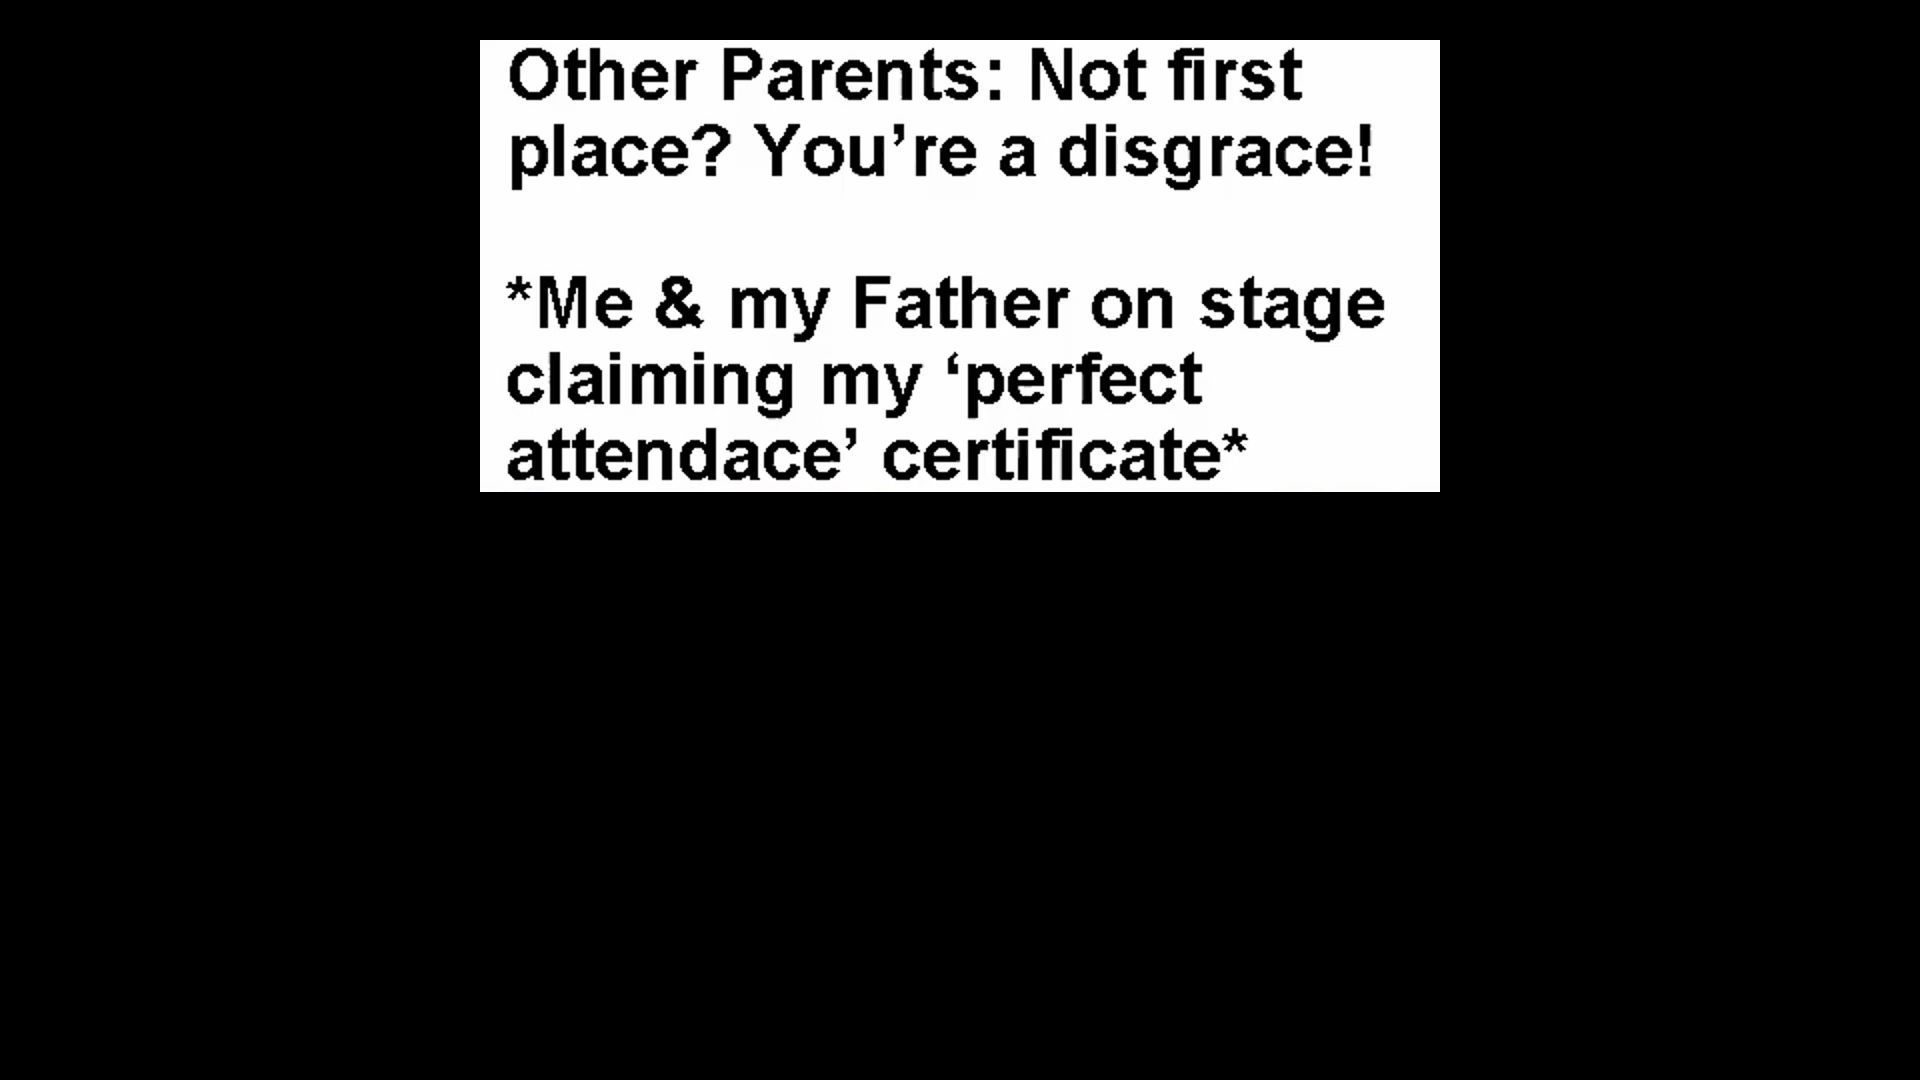 Other Parents: Not first
place? You’re a disgrace!
*Me & my Father on stage
claiming my ‘perfect
attendace’ certificate*